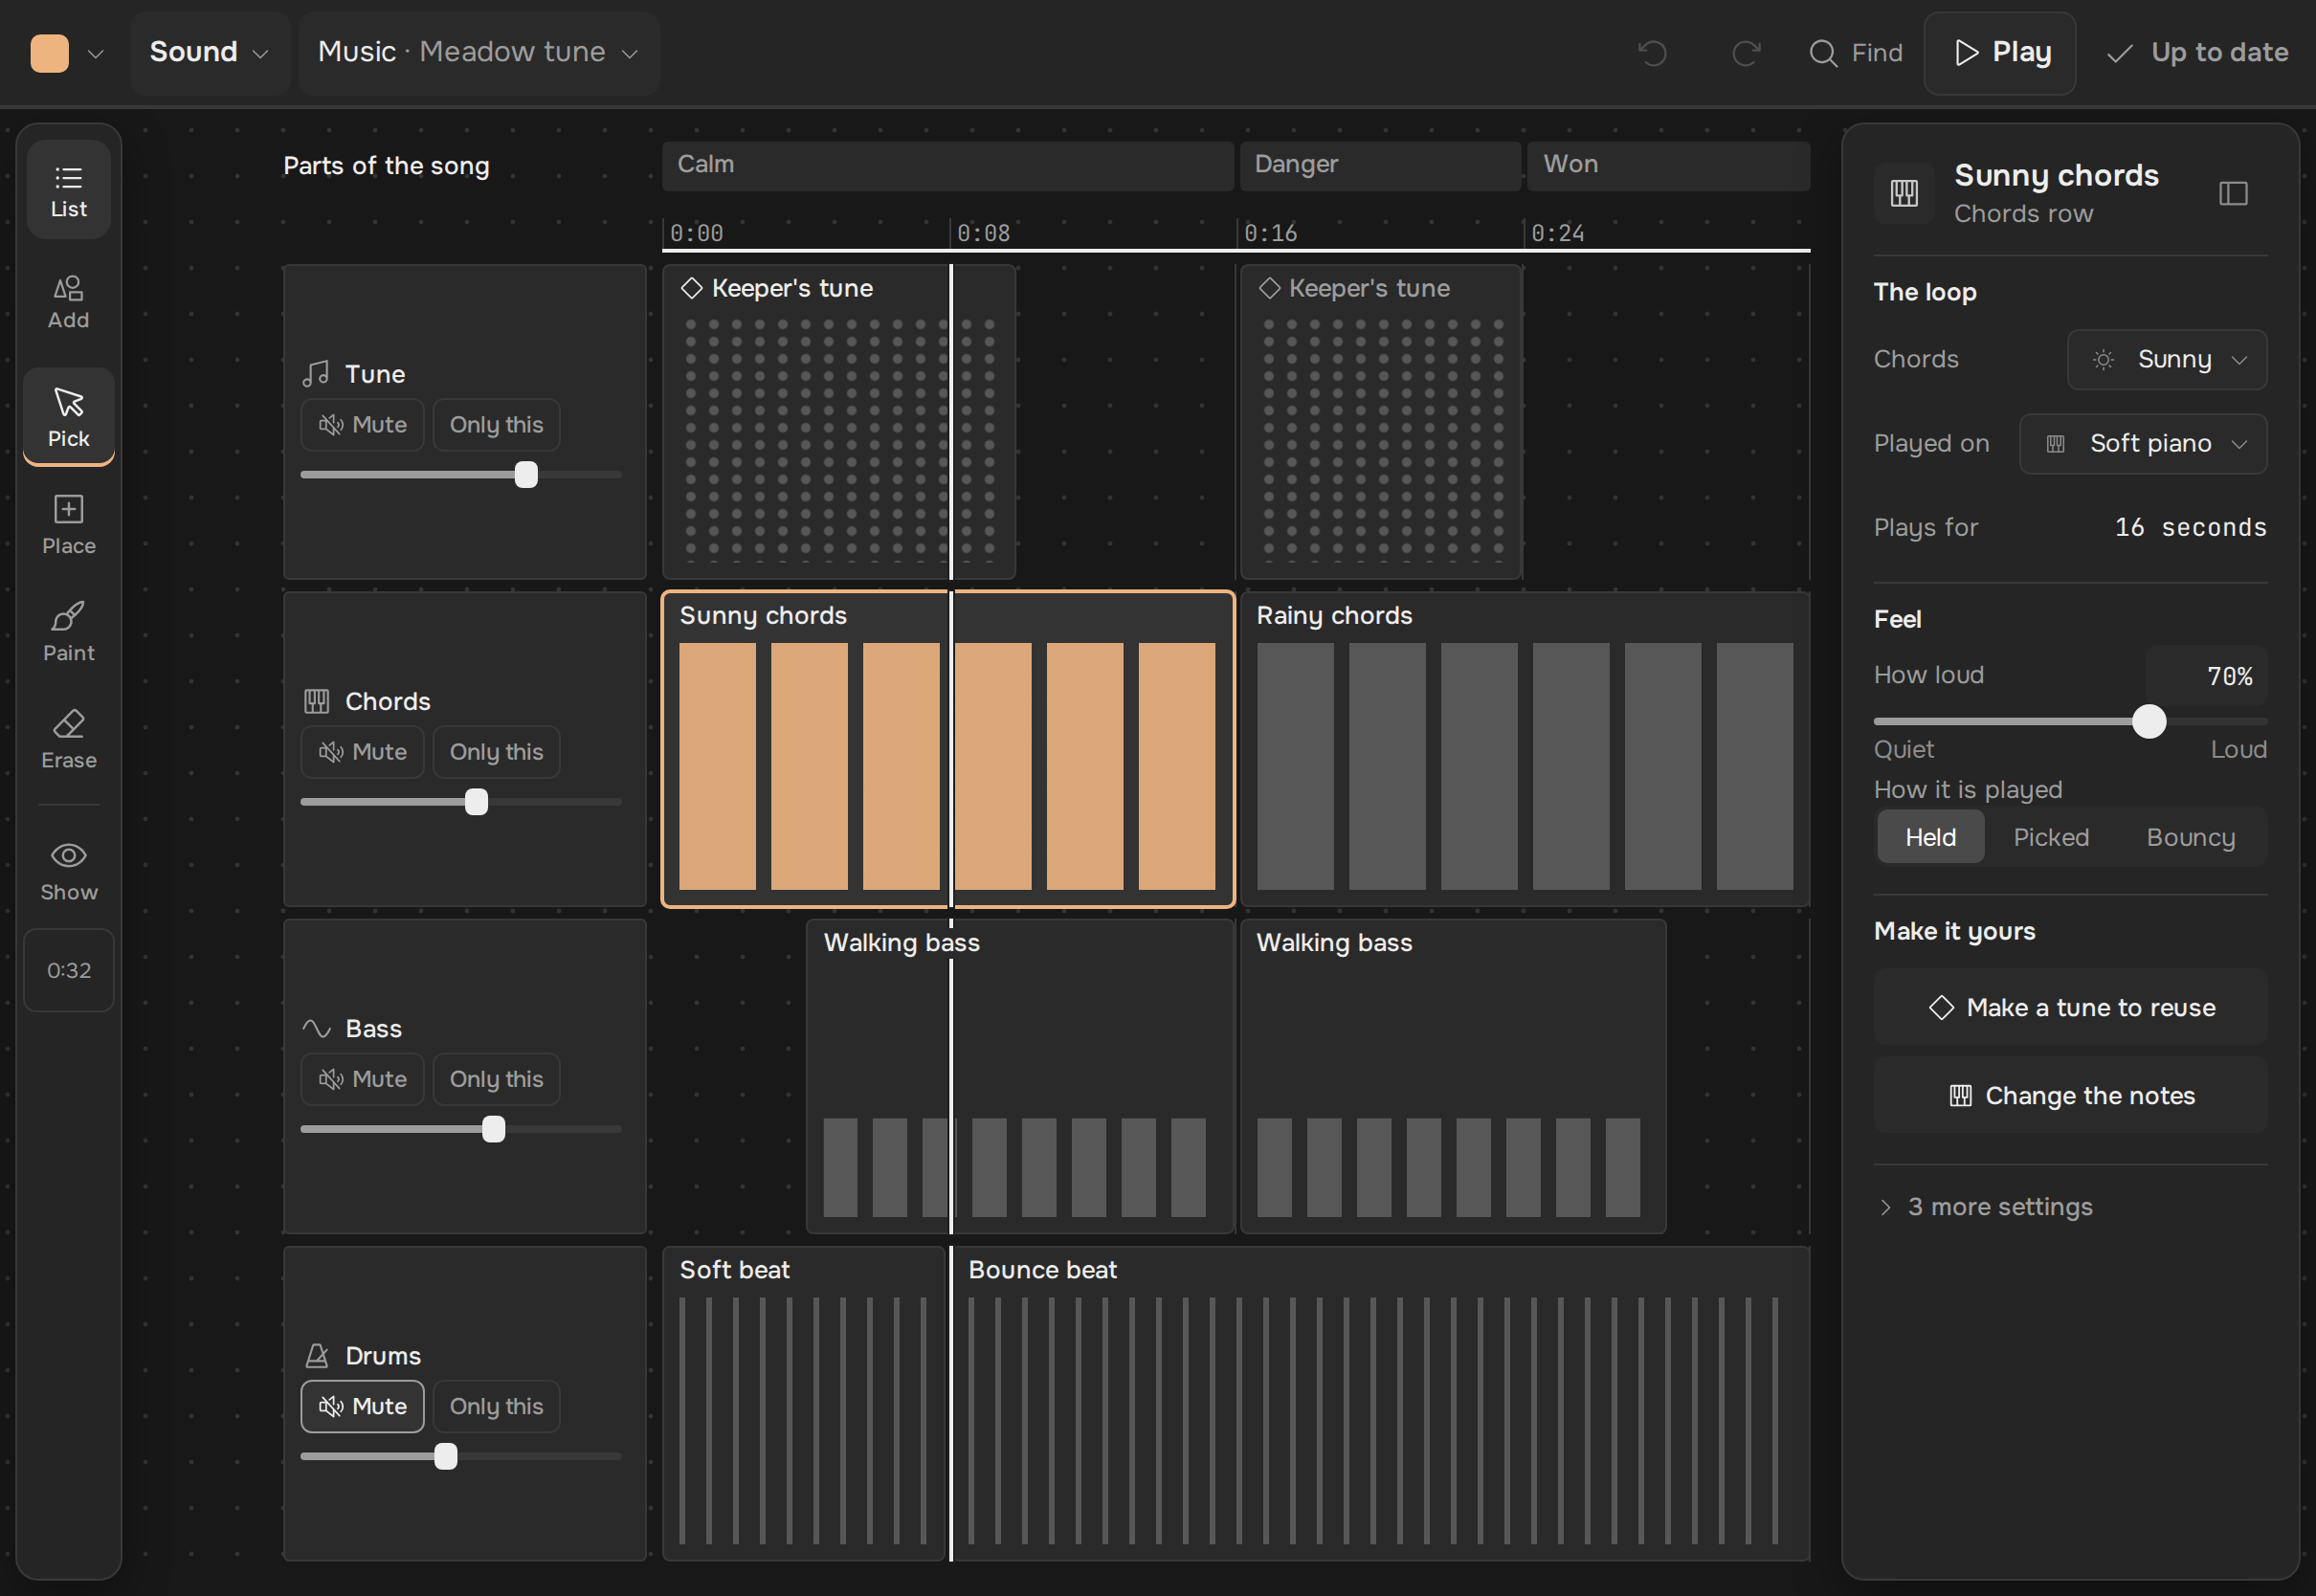 Sound
Music · Meadow tune
Find
Play
Up to date
List
Add
Pick
Place
Paint
Erase
Show
0:32
Parts of the song
Calm
Danger
Won
0:00
0:08
0:16
0:24
Tune
Mute
Only this
Keeper's tune
Keeper's tune
Chords
Mute
Only this
Sunny chords
Rainy chords
Bass
Mute
Only this
Walking bass
Walking bass
Drums
Mute
Only this
Soft beat
Bounce beat
Sunny chords
Chords row
The loop
Chords
Sunny
Played on
Soft piano
Plays for
16 seconds
Feel
How loud
70%
Quiet
Loud
How it is played
Held
Picked
Bouncy
Make it yours
Make a tune to reuse
Change the notes
3 more settings